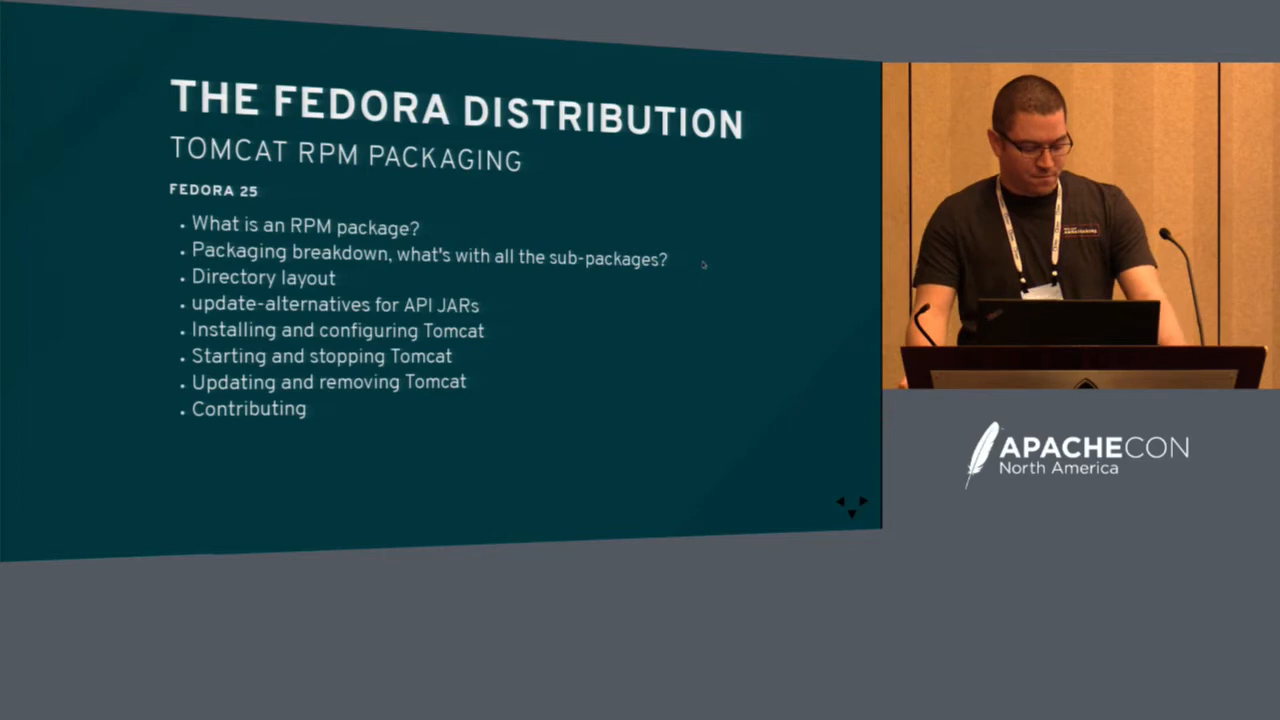 THE FEDORA DISTRIBUTION
TOMCAT RPM PACKAGING
FEDORA 25
• What is an RPM package?
• Packaging breakdown, what's with all the sub-packages?
• Directory layout
• update-alternatives for API JARs
• Installing and configuring Tomcat
• Starting and stopping Tomcat
• Updating and removing Tomcat
• Contributing
APACHECON
North America